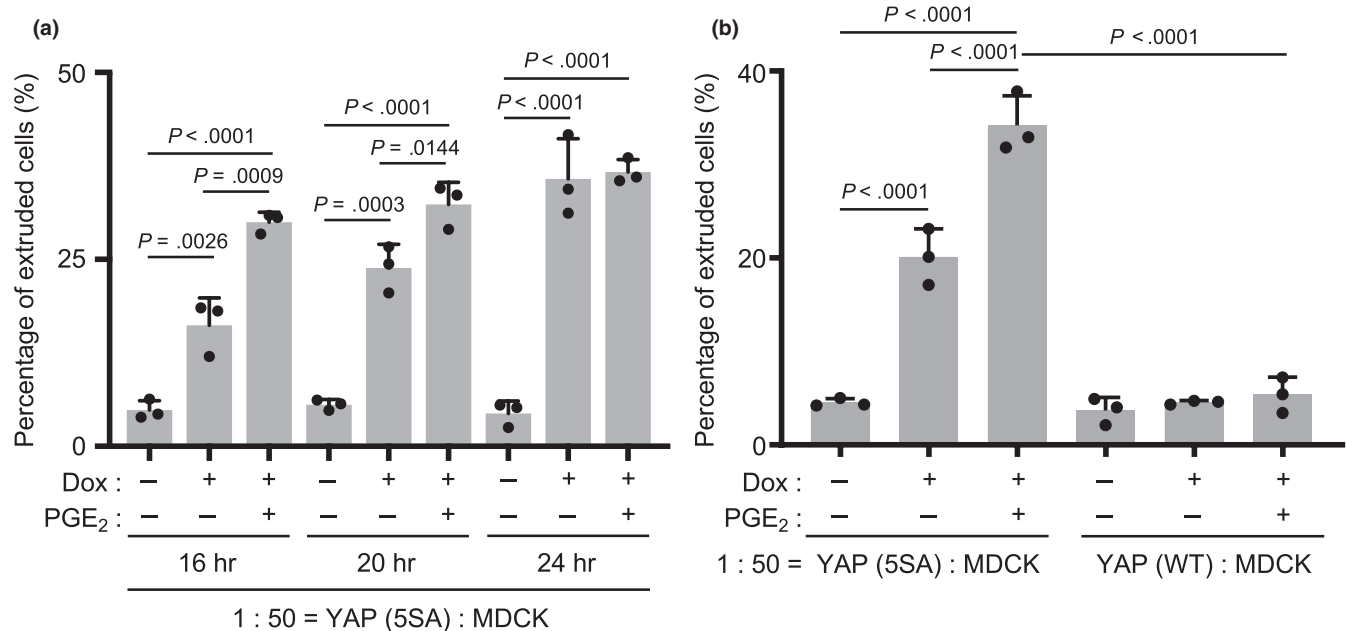 (a)
Percentage of extruded cells (%)
50
25
0
P < .0001
P = .0009
P = .0026
P < .0001
P = .0144
P = .0003
P < .0001
P < .0001
Dox : – + + – + + – + +
PGE₂ : – – + – – + – – +
16 hr 20 hr 24 hr
1 : 50 = YAP (5SA) : MDCK
(b)
Percentage of extruded cells (%)
40
20
0
P < .0001
P < .0001
P < .0001
P < .0001
Dox : – + + – + +
PGE₂ : – – + – – +
1 : 50 = YAP (5SA) : MDCK YAP (WT) : MDCK